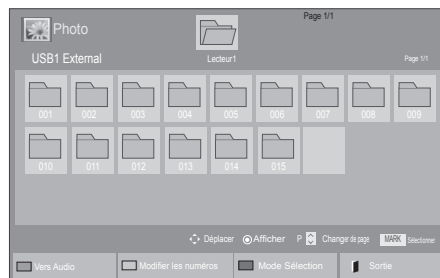 Photo
Page 1/1
USB1 External
Lecteur1
Page 1/1
001 002 003 004 005 006 007 008 009
010 011 012 013 014 015
Déplacer Afficher P Changer de page MARK Sélectionner
Vers Audio Modifier les numéros Mode Sélection Sortie